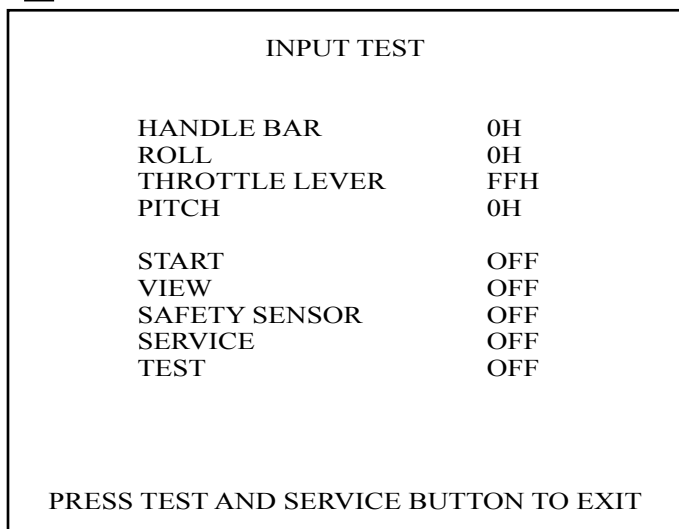 INPUT TEST
HANDLE BAR 0H
ROLL 0H
THROTTLE LEVER FFH
PITCH 0H
START OFF
VIEW OFF
SAFETY SENSOR OFF
SERVICE OFF
TEST OFF
PRESS TEST AND SERVICE BUTTON TO EXIT